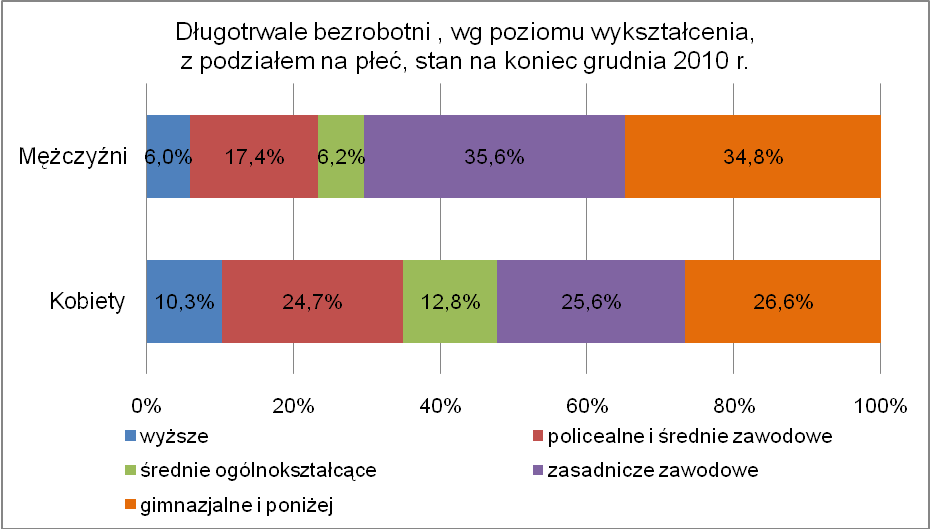 Długotrwale bezrobotni , wg poziomu wykształcenia,
z podziałem na płeć, stan na koniec grudnia 2010 r.
Mężczyźni
6,0%
17,4%
6,2%
35,6%
34,8%
Kobiety
10,3%
24,7%
12,8%
25,6%
26,6%
0%
20%
40%
60%
80%
100%
wyższe
policealne i średnie zawodowe
średnie ogólnokształcące
zasadnicze zawodowe
gimnazjalne i poniżej